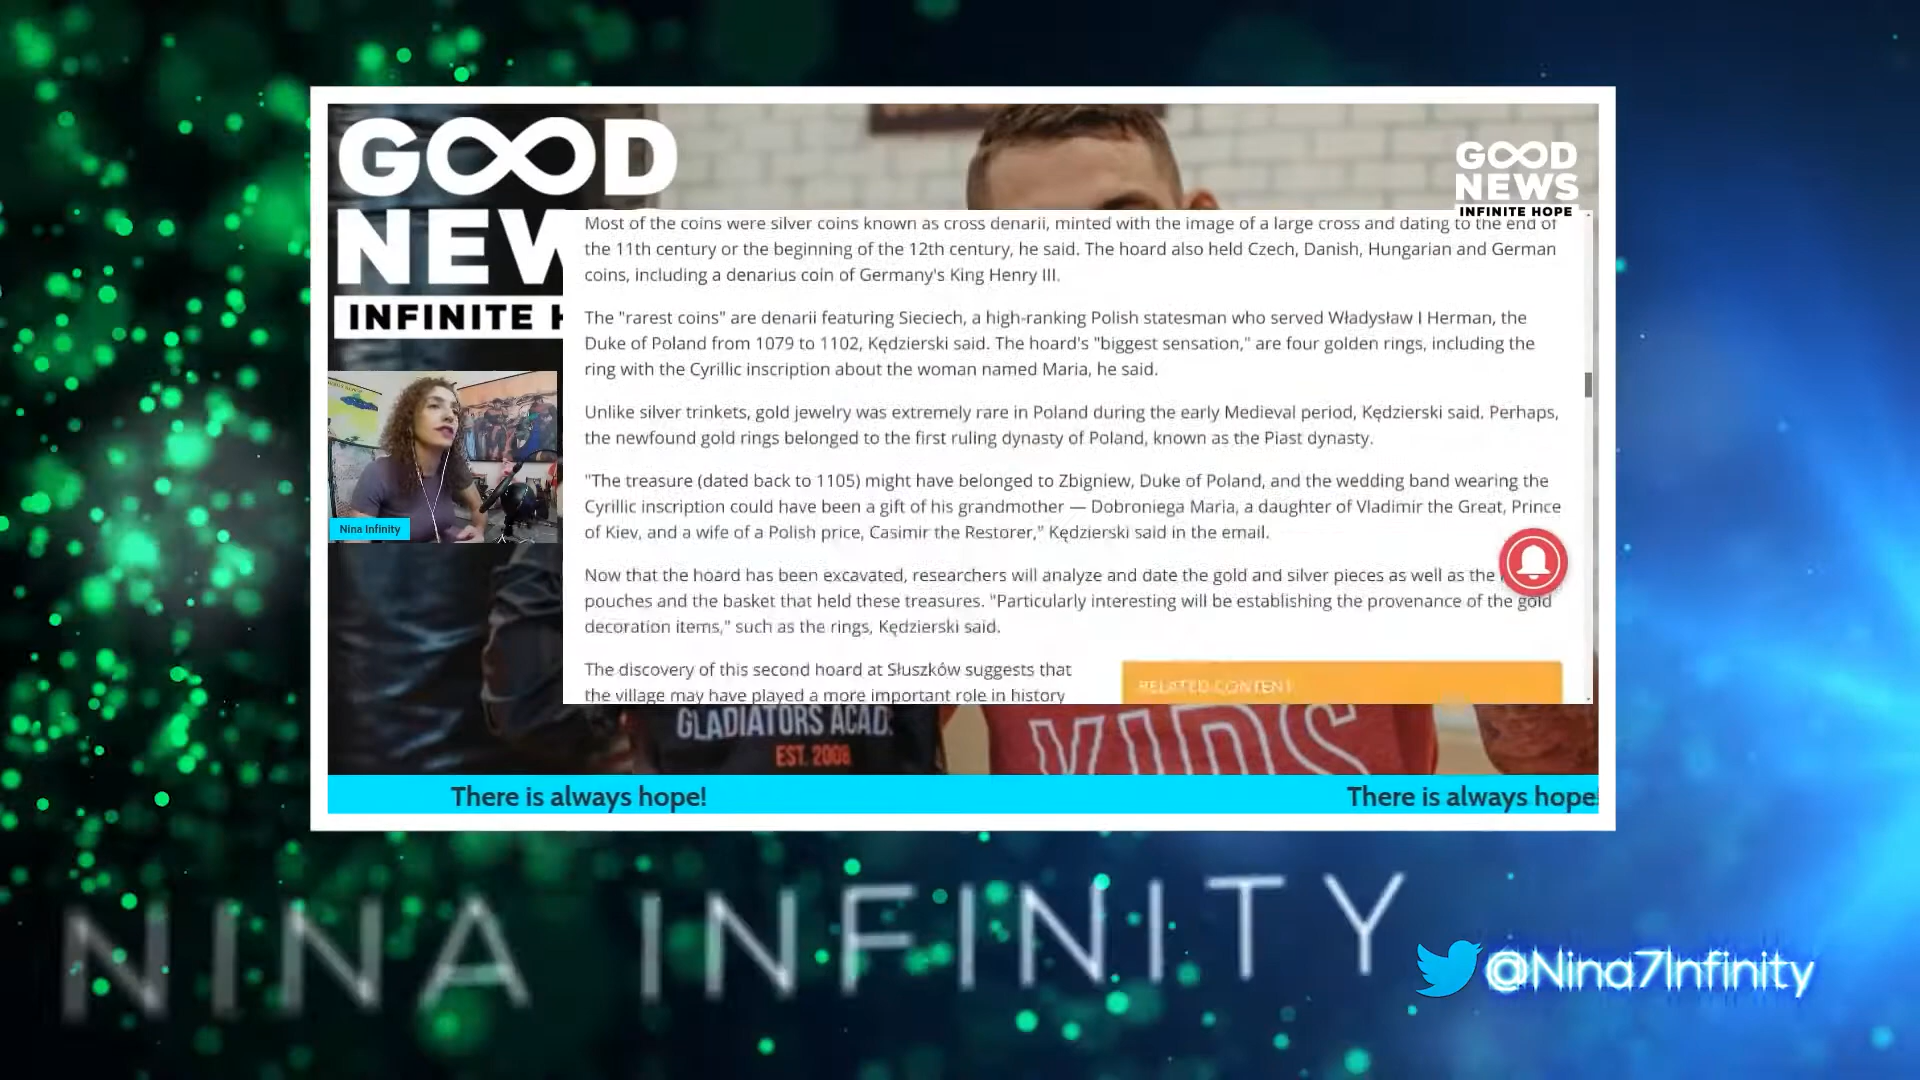 GOOD
NEW
INFINITE H
GOOD
NEWS
INFINITE HOPE
Most of the coins were silver coins known as cross denarii, minted with the image of a large cross and dating to the end of
the 11th century or the beginning of the 12th century, he said. The hoard also held Czech, Danish, Hungarian and German
coins, including a denarius coin of Germany's King Henry III.
The "rarest coins" are denarii featuring Sieciech, a high-ranking Polish statesman who served Władysław I Herman, the
Duke of Poland from 1079 to 1102, Kędzierski said. The hoard's "biggest sensation," are four golden rings, including the
ring with the Cyrillic inscription about the woman named Maria, he said.
Unlike silver trinkets, gold jewelry was extremely rare in Poland during the early Medieval period, Kędzierski said. Perhaps,
the newfound gold rings belonged to the first ruling dynasty of Poland, known as the Piast dynasty.
"The treasure (dated back to 1105) might have belonged to Zbigniew, Duke of Poland, and the wedding band wearing the
Cyrillic inscription could have been a gift of his grandmother — Dobroniega Maria, a daughter of Vladimir the Great, Prince
of Kiev, and a wife of a Polish price, Casimir the Restorer," Kędzierski said in the email.
Now that the hoard has been excavated, researchers will analyze and date the gold and silver pieces as well as the
pouches and the basket that held these treasures. "Particularly interesting will be establishing the provenance of the gold
decoration items," such as the rings, Kędzierski said.
The discovery of this second hoard at Słuszków suggests that
the village may have played a more important role in history
RELATED CONTENT
Nina Infinity
GLADIATORS ACAD.
EST. 2008
KIDS
There is always hope!
There is always hope!
NINA INFINITY
@Nina7Infinity